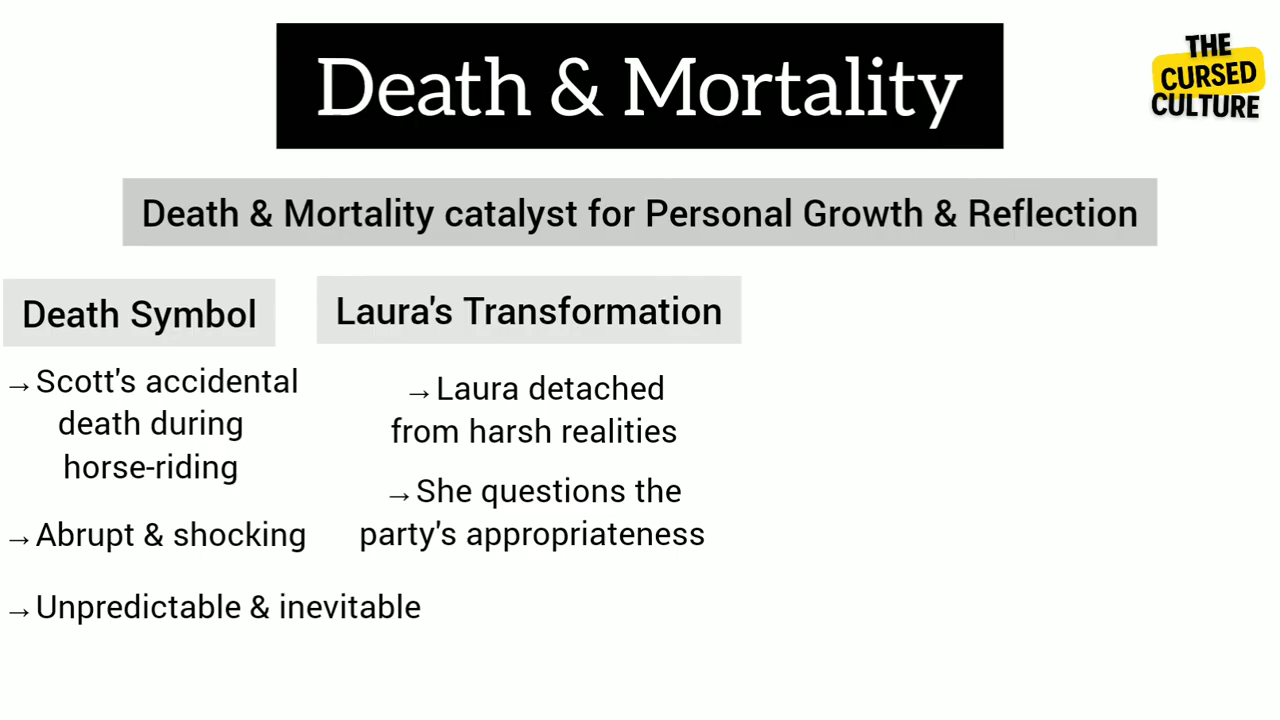 Death & Mortality
THE
CURSED
CULTURE
Death & Mortality catalyst for Personal Growth & Reflection
Death Symbol
→Scott's accidental
death during
horse-riding
→Abrupt & shocking
→Unpredictable & inevitable
Laura's Transformation
→Laura detached
from harsh realities
→She questions the
party's appropriateness